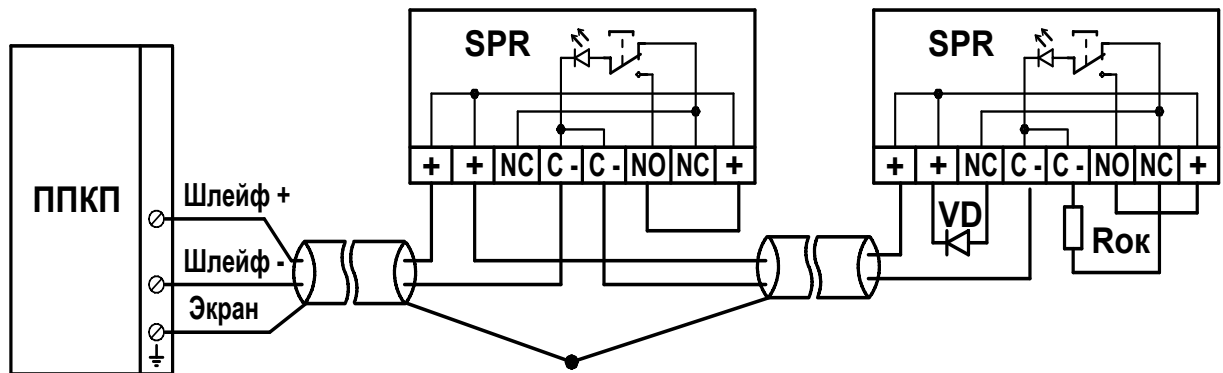 SPR
SPR
+ + NC C - C - NO NC +
+ + NC C - C - NO NC +
ППКП
Шлейф +
Шлейф -
Экран
VD
Rок